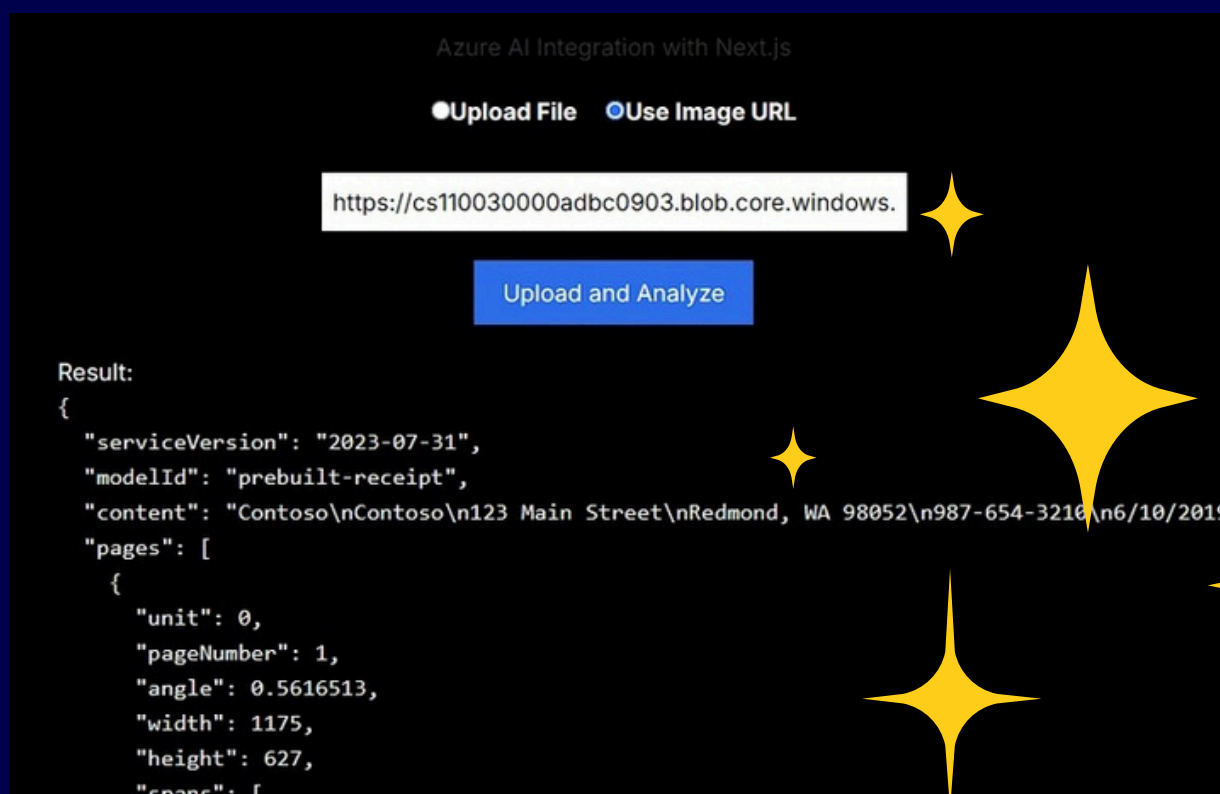 Azure AI Integration with Next.js
Upload File Use Image URL
https://cs110030000adbc0903.blob.core.windows.
Upload and Analyze
Result:
{
"serviceVersion": "2023-07-31",
"modelId": "prebuilt-receipt",
"content": "Contoso\nContoso\n123 Main Street\nRedmond, WA 98052\n987-654-3210\n6/10/2019
"pages": [
{
"unit": 0,
"pageNumber": 1,
"angle": 0.5616513,
"width": 1175,
"height": 627,
"spans": [